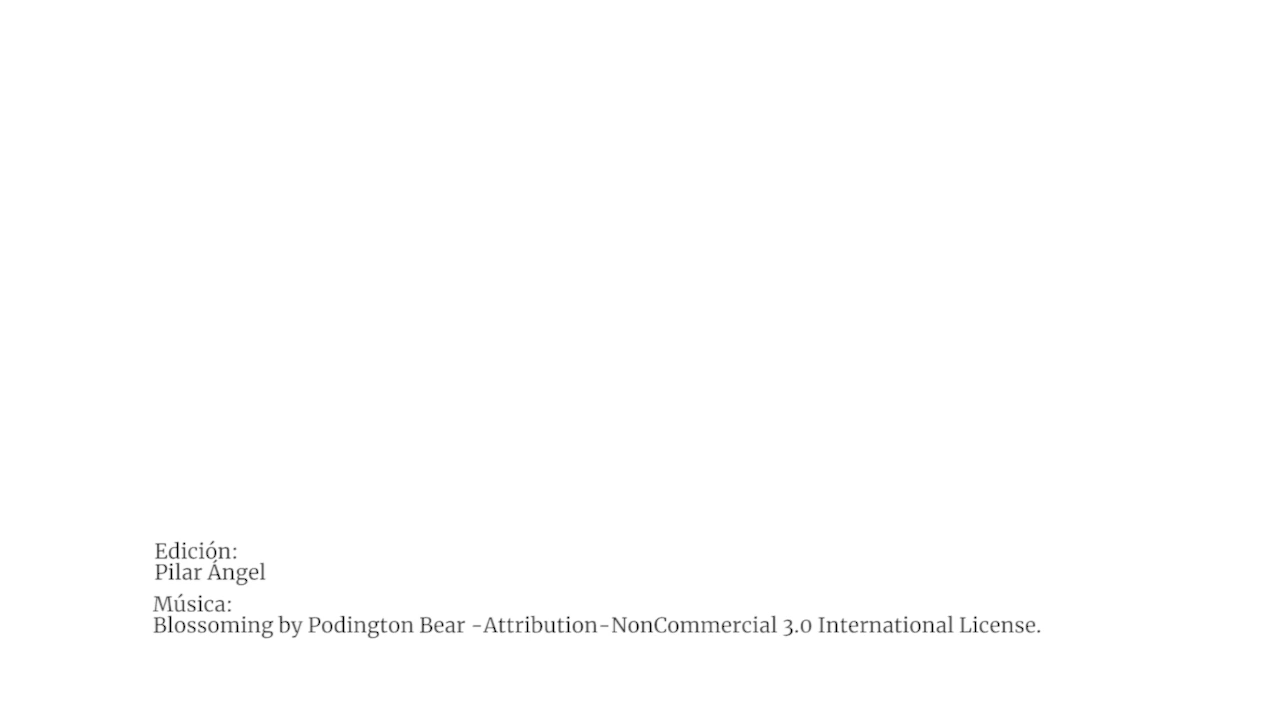 Edición:
Pilar Ángel
Música:
Blossoming by Podington Bear -Attribution-NonCommercial 3.0 International License.